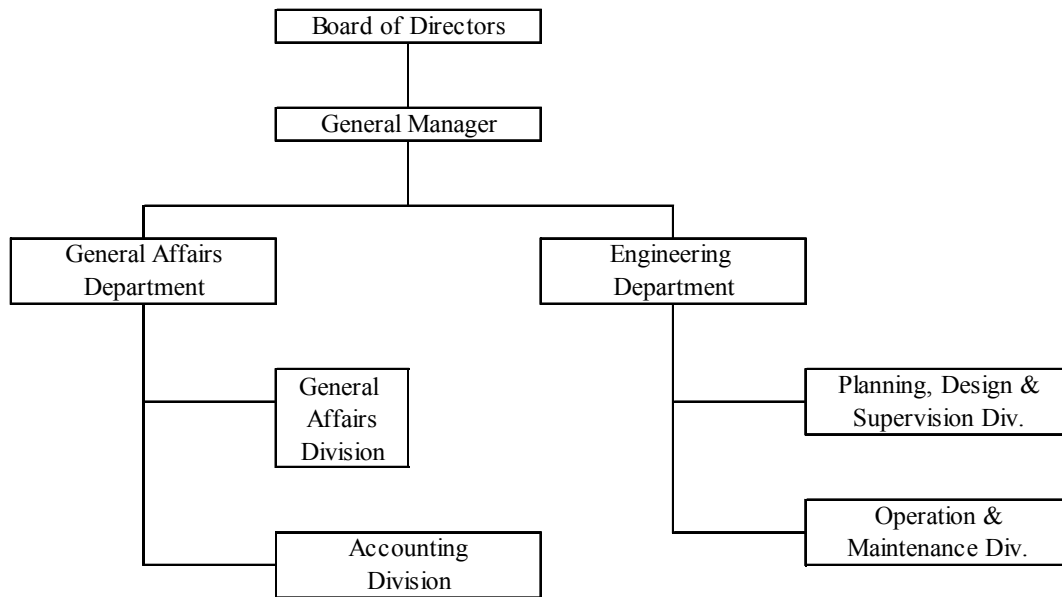 Board of Directors
General Manager
General Affairs
Department
Engineering
Department
General
Affairs
Division
Planning, Design &
Supervision Div.
Accounting
Division
Operation &
Maintenance Div.